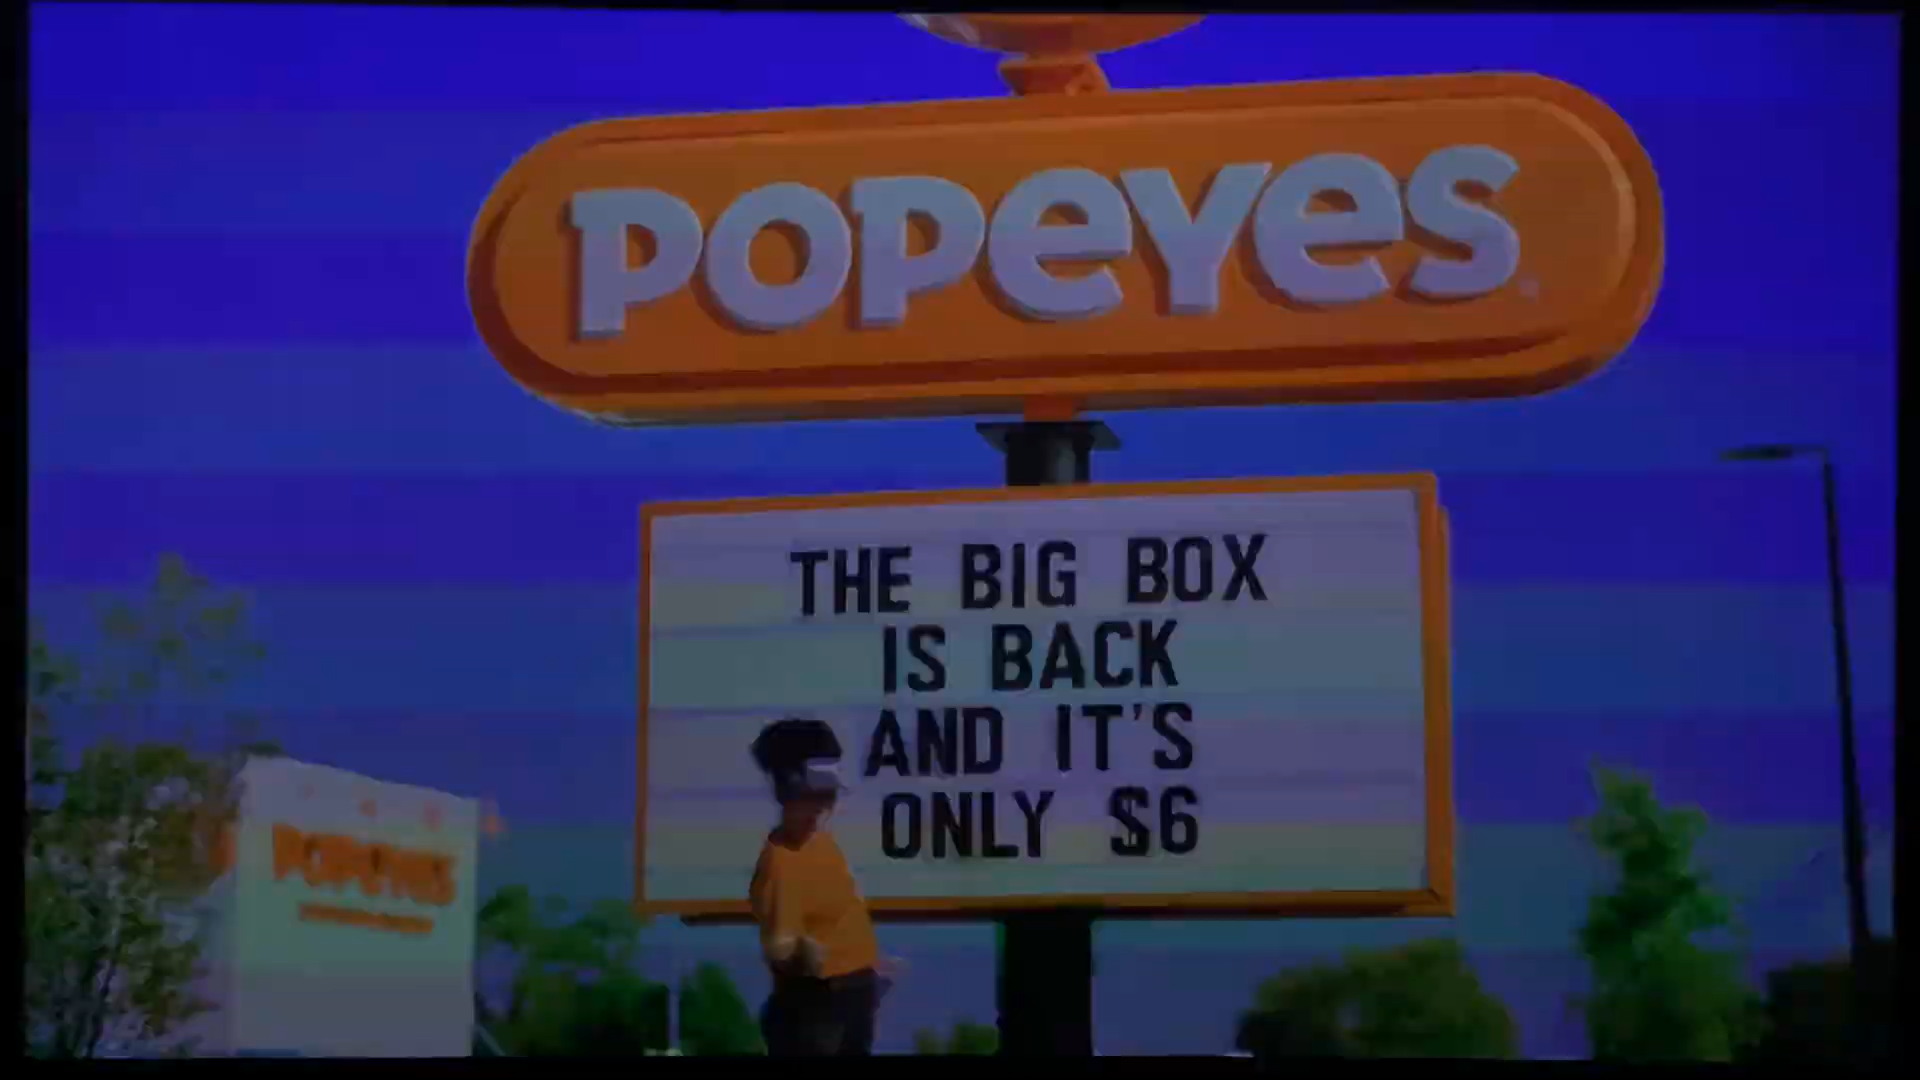 POPEYES
THE BIG BOX
IS BACK
AND IT'S
ONLY $6
POPEYES